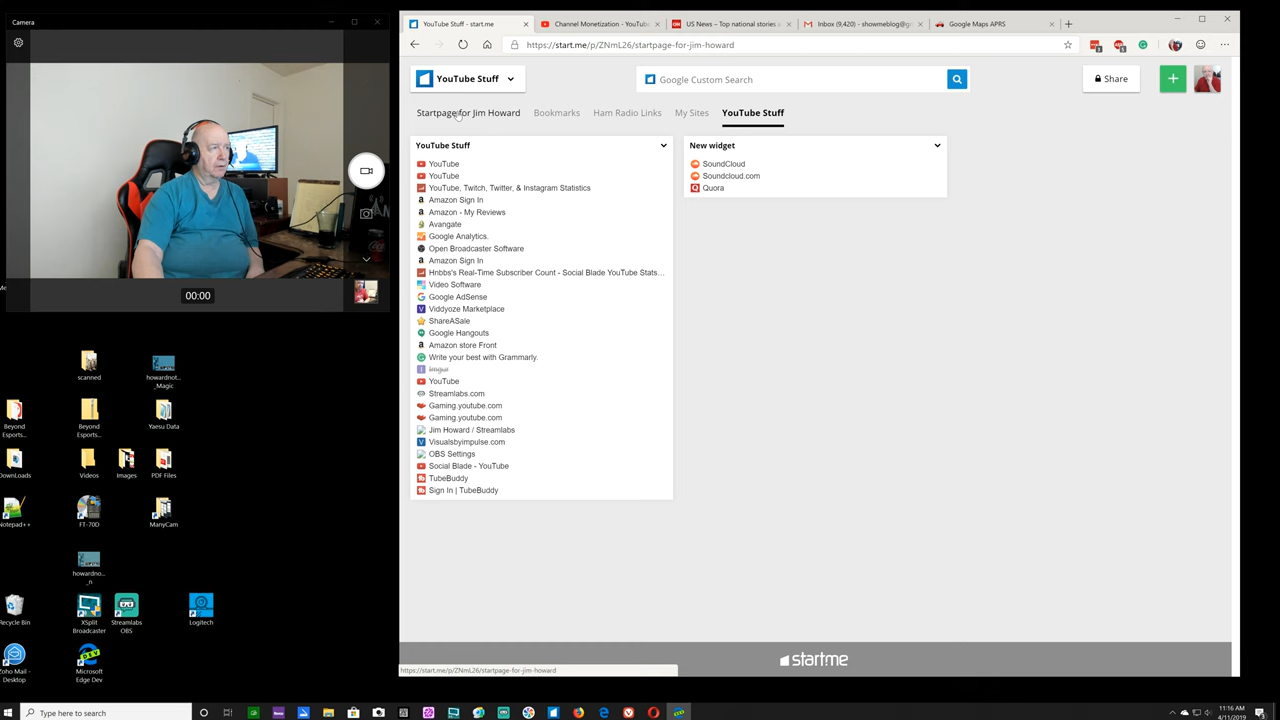 Camera
00:00
scanned
howardnot..._Magic
Beyond Esports...
Beyond Esports...
Yaesu Data
DownLoads
Videos
Images
PDF Files
Notepad++
FT-70D
ManyCam
howardno..._n
Recycle Bin
XSplit Broadcaster
Streamlabs OBS
Logitech
Zoho Mail - Desktop
Microsoft Edge Dev
YouTube Stuff - start.me
Channel Monetization - YouTube
US News – Top national stories
Inbox (9,420) - showmeblog@g
Google Maps APRS
https://start.me/p/ZNmL26/startpage-for-jim-howard
YouTube Stuff
Google Custom Search
Share
Startpage for Jim Howard
Bookmarks
Ham Radio Links
My Sites
YouTube Stuff
YouTube Stuff
YouTube
YouTube
YouTube, Twitch, Twitter, & Instagram Statistics
Amazon Sign In
Amazon - My Reviews
Avangate
Google Analytics.
Open Broadcaster Software
Amazon Sign In
Hnbbs's Real-Time Subscriber Count - Social Blade YouTube Stats...
Video Software
Google AdSense
Viddyoze Marketplace
ShareASale
Google Hangouts
Amazon store Front
Write your best with Grammarly.
Imgur
YouTube
Streamlabs.com
Gaming.youtube.com
Gaming.youtube.com
Jim Howard / Streamlabs
Visualsbyimpulse.com
OBS Settings
Social Blade - YouTube
TubeBuddy
Sign In | TubeBuddy
New widget
SoundCloud
Soundcloud.com
Quora
start.me
https://start.me/p/ZNmL26/startpage-for-jim-howard
Type here to search
11:16 AM
4/11/2019